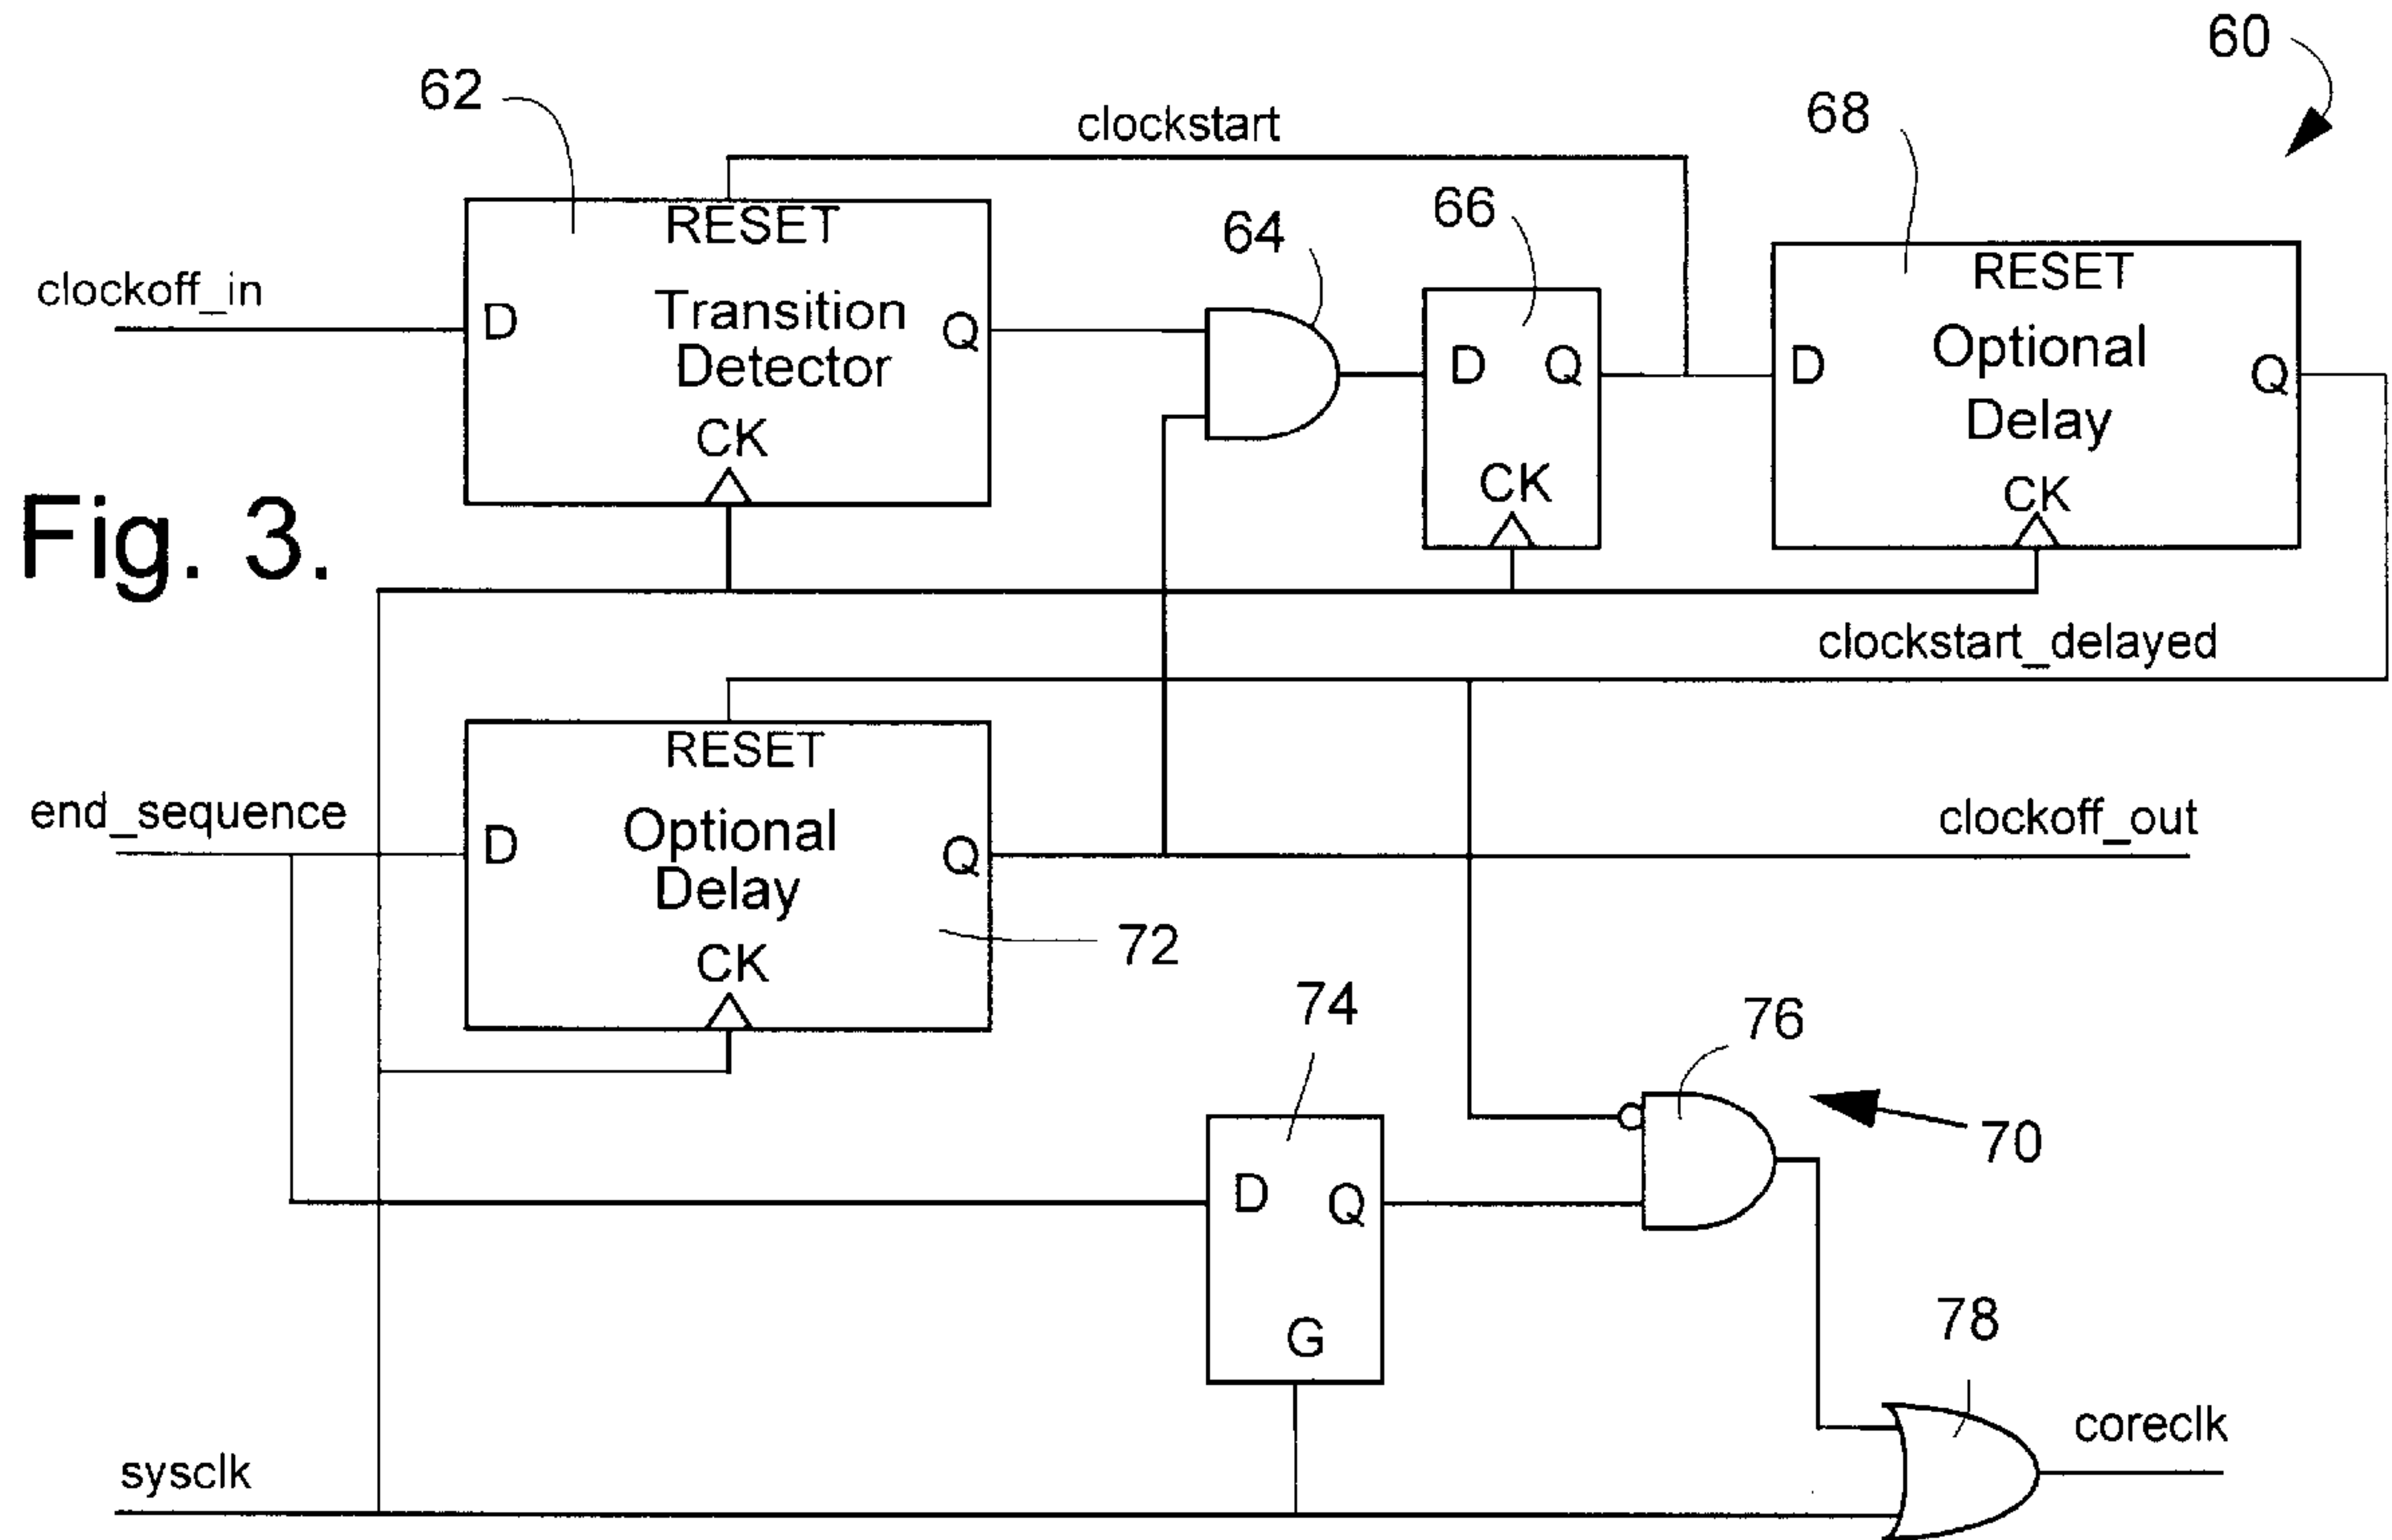 60
62
clockstart
68
RESET
66
64
RESET
clockoff_in
D
Transition
Detector
Q
D
Q
D
Optional
Delay
Q
CK
CK
CK
Fig. 3.
clockstart_delayed
RESET
end_sequence
D
Optional
Delay
Q
clockoff_out
CK
72
74
76
70
D
Q
G
78
coreclk
sysclk